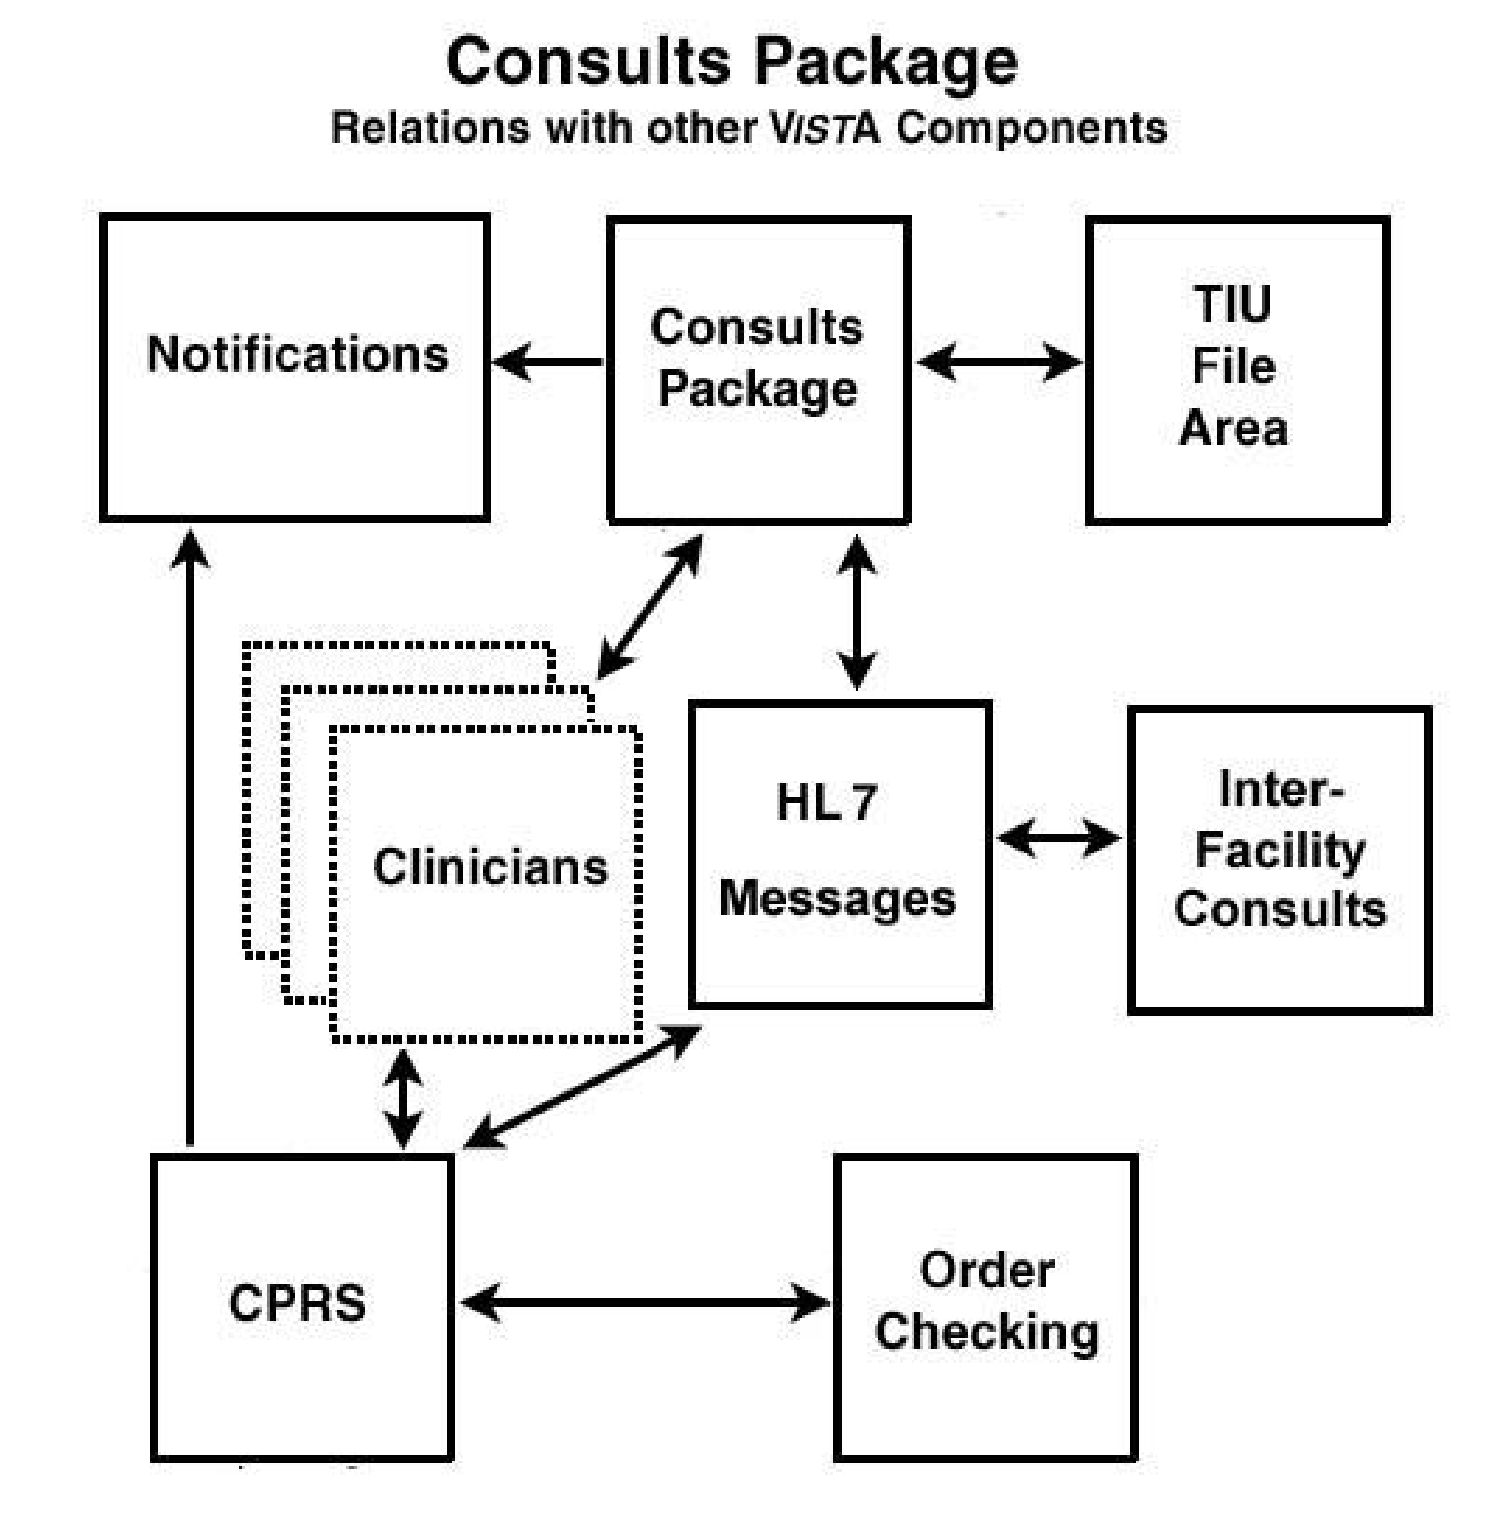 Consults Package
Relations with other VISTA Components
Notifications
Consults
Package
TIU
File
Area
Clinicians
HL 7
Messages
Inter-
Facility
Consults
CPRS
Order
Checking